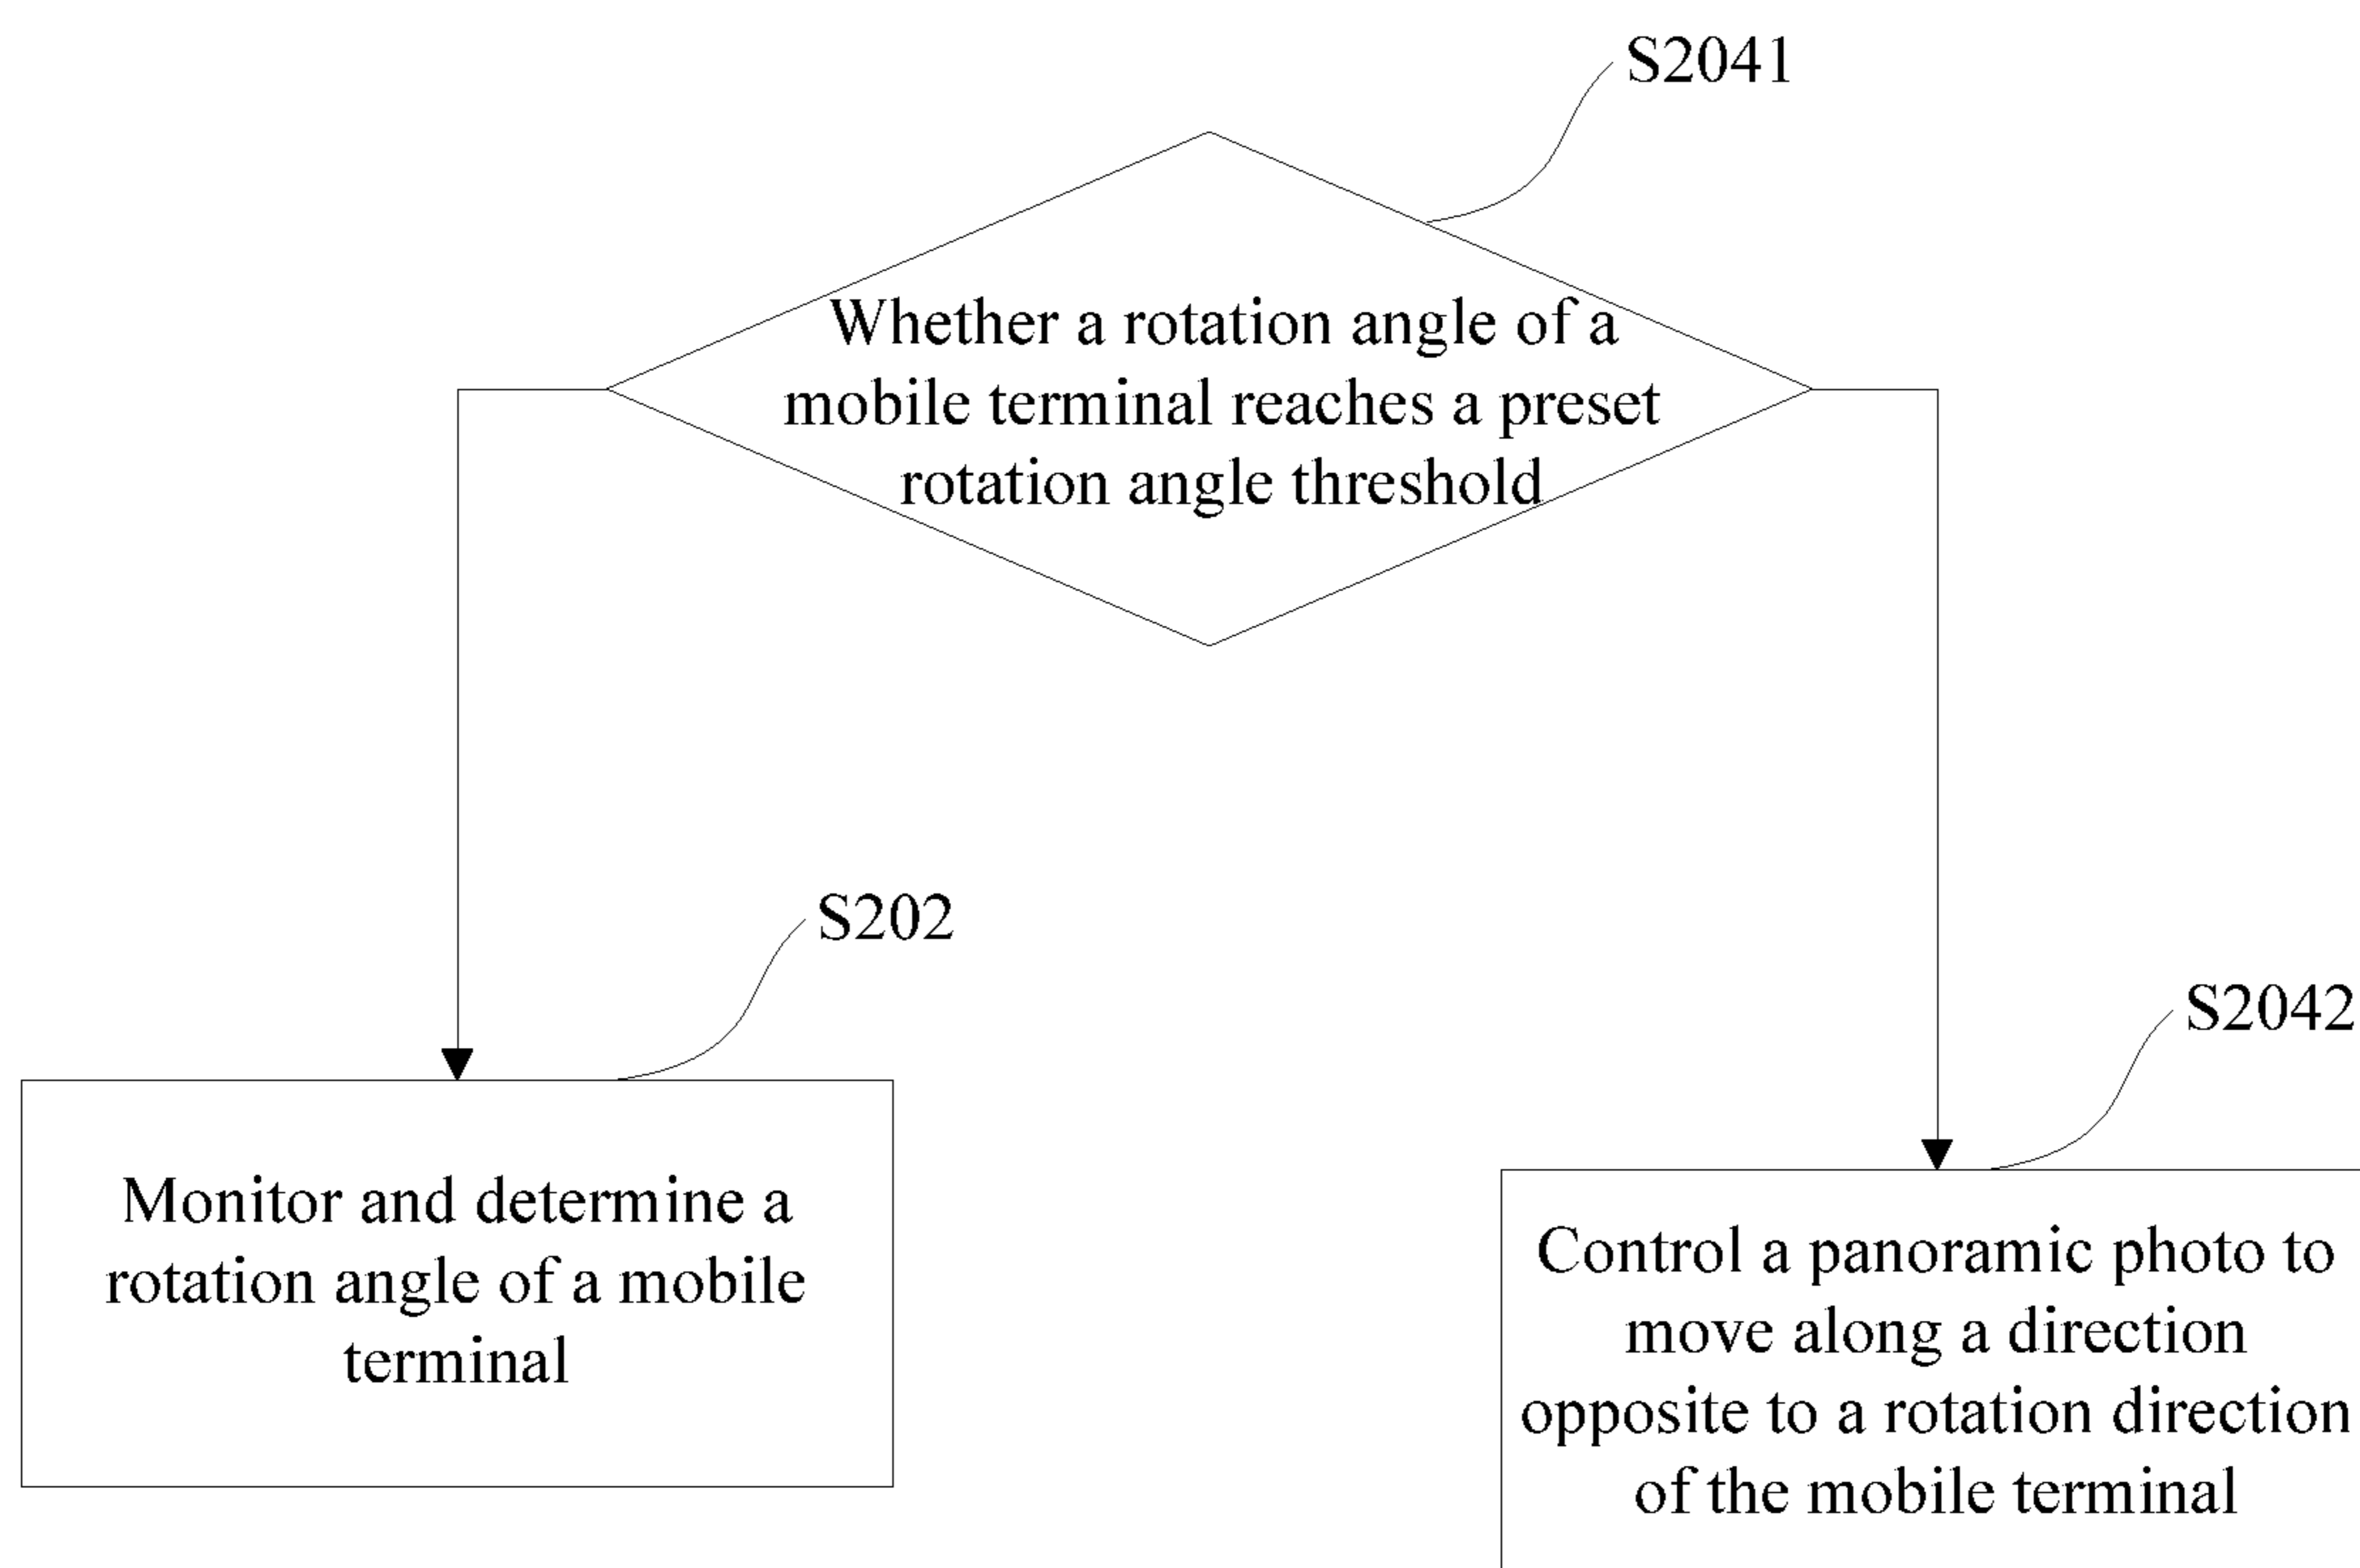 S2041
Whether a rotation angle of a
mobile terminal reaches a preset
rotation angle threshold
S202
Monitor and determine a
rotation angle of a mobile
terminal
S2042
Control a panoramic photo to
move along a direction
opposite to a rotation direction
of the mobile terminal